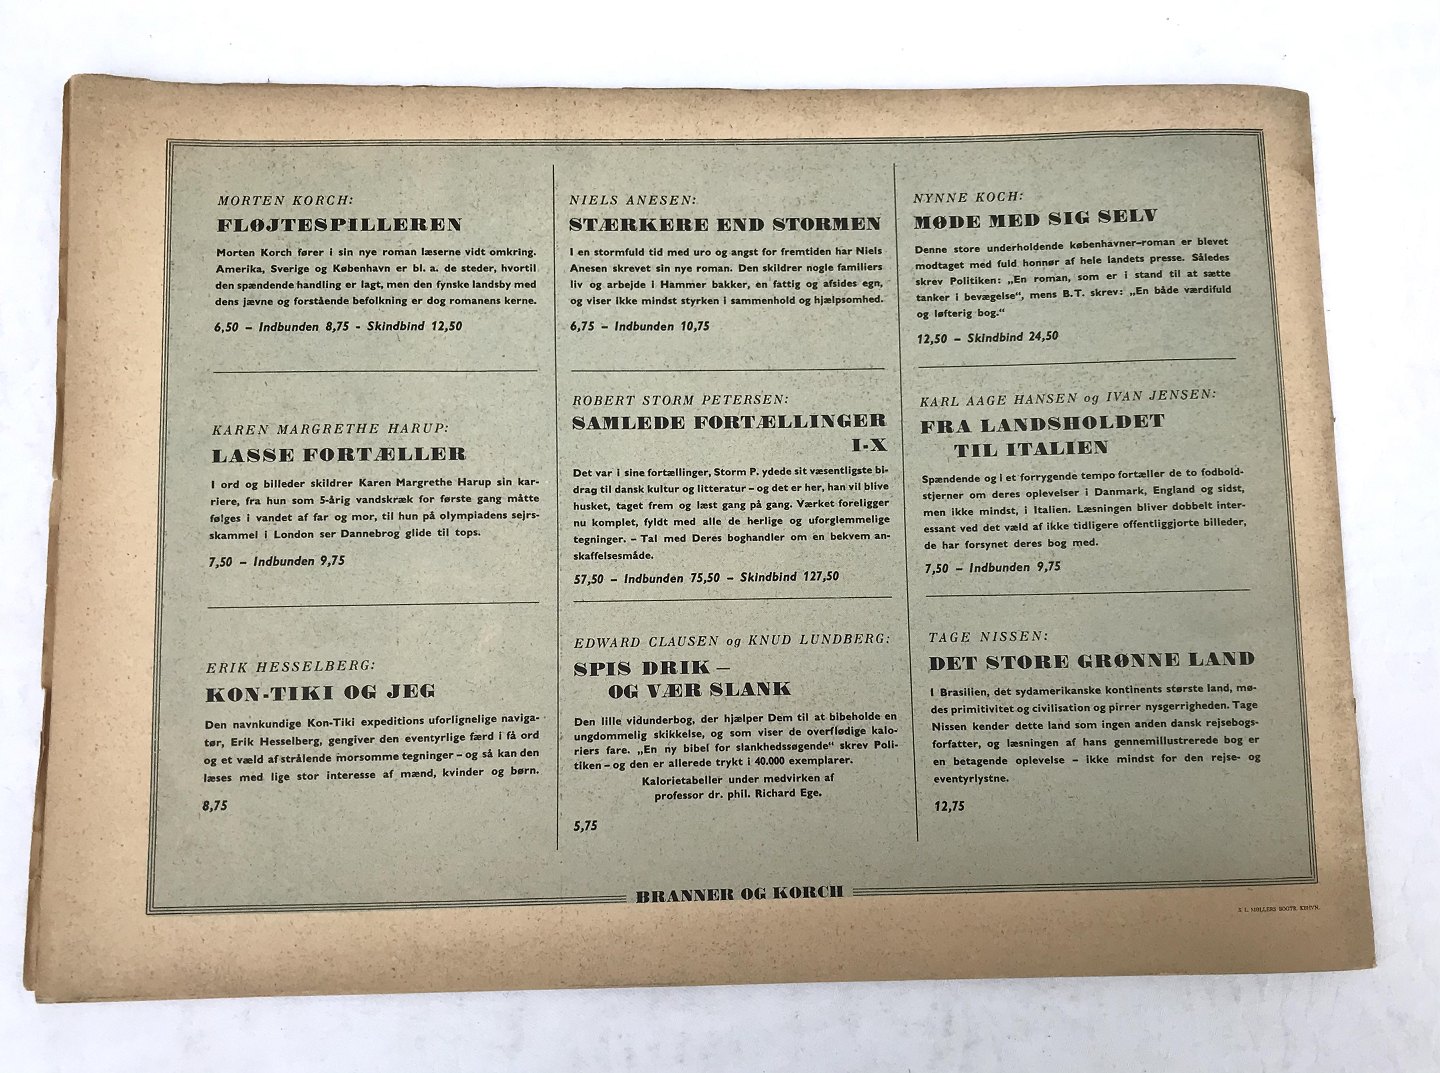 MORTEN KORCH:
FLØJTESPILLEREN
Morten Korch fører i sin nye roman læserne vidt omkring.
Amerika, Sverige og København er bl. a. de steder, hvortil
den spændende handling er lagt, men den fynske landsby med
dens jævne og forstående befolkning er dog romanens kerne.
6,50 – Indbunden 8,75 - Skindbind 12,50
KAREN MARGRETHE HARUP:
LASSE FORTÆLLER
I ord og billeder skildrer Karen Margrethe Harup sin kar-
riere, fra hun som 5-årig vandskræk for første gang måtte
følges i vandet af far og mor, til hun på olympiadens sejrs-
skammel i London ser Dannebrog glide til tops.
7,50 – Indbunden 9,75
ERIK HESSELBERG:
KON-TIKI OG JEG
Den navnkundige Kon-Tiki expeditions uforlignelige naviga-
tør, Erik Hesselberg, gengiver den eventyrlige færd i få ord
og et væld af strålende morsomme tegninger – og så kan den
læses med lige stor interesse af mænd, kvinder og børn.
8,75
NIELS ANESEN:
STÆRKERE END STORMEN
I en stormfuld tid med uro og angst for fremtiden har Niels
Anesen skrevet sin nye roman. Den skildrer nogle familiers
liv og arbejde i Hammer bakker, en fattig og afsides egn,
og viser ikke mindst styrken i sammenhold og hjælpsomhed.
6,75 – Indbunden 10,75
ROBERT STORM PETERSEN:
SAMLEDE FORTÆLLINGER
I-X
Det var i sine fortællinger, Storm P. ydede sit væsentligste bi-
drag til dansk kultur og litteratur – og det er her, han vil blive
husket, taget frem og læst gang på gang. Værket foreligger
nu komplet, fyldt med alle de herlige og uforglemmelige
tegninger. – Tal med Deres boghandler om en bekvem an-
skaffelsesmåde.
57,50 – Indbunden 75,50 – Skindbind 127,50
EDWARD CLAUSEN og KNUD LUNDBERG:
SPIS DRIK –
OG VÆR SLANK
Den lille vidunderbog, der hjælper Dem til at bibeholde en
ungdommelig skikkelse, og som viser de overflødige kalo-
riers fare. „En ny bibel for slankhedssøgende“ skrev Poli-
tiken – og den er allerede trykt i 40.000 exemplarer.
Kalorietabeller under medvirken af
professor dr. phil. Richard Ege.
5,75
NYNNE KOCH:
MØDE MED SIG SELV
Denne store underholdende københavner-roman er blevet
modtaget med fuld honnør af hele landets presse. Således
skrev Politiken: „En roman, som er i stand til at sætte
tanker i bevægelse“, mens B.T. skrev: „En både værdifuld
og løfterig bog.“
12,50 – Skindbind 24,50
KARL AAGE HANSEN og IVAN JENSEN:
FRA LANDSHOLDET
TIL ITALIEN
Spændende og i et forrygende tempo fortæller de to fodbold-
stjerner om deres oplevelser i Danmark, England og sidst,
men ikke mindst, i Italien. Læsningen bliver dobbelt inter-
essant ved det væld af ikke tidligere offentliggjorte billeder,
de har forsynet deres bog med.
7,50 – Indbunden 9,75
TAGE NISSEN:
DET STORE GRØNNE LAND
I Brasilien, det sydamerikanske kontinents største land, mø-
des primitivitet og civilisation og pirrer nysgerrigheden. Tage
Nissen kender dette land som ingen anden dansk rejsebogs-
forfatter, og læsningen af hans gennemillustrerede bog er
en betagende oplevelse – ikke mindst for den rejse- og
eventyrlystne.
12,75
BRANNER OG KORCH
X L. MØLLERS BOGTR. KBHVN.